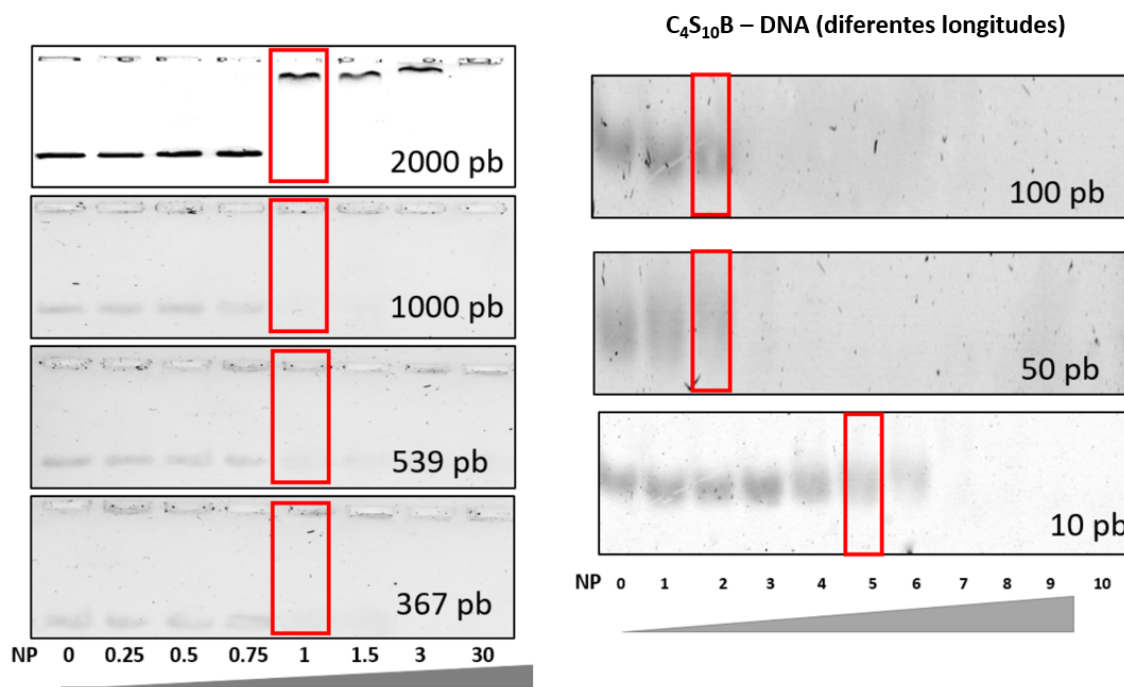 C₄S₁₀B – DNA (diferentes longitudes)
2000 pb
1000 pb
539 pb
367 pb
NP 0 0.25 0.5 0.75 1 1.5 3 30
100 pb
50 pb
10 pb
NP 0 1 2 3 4 5 6 7 8 9 10